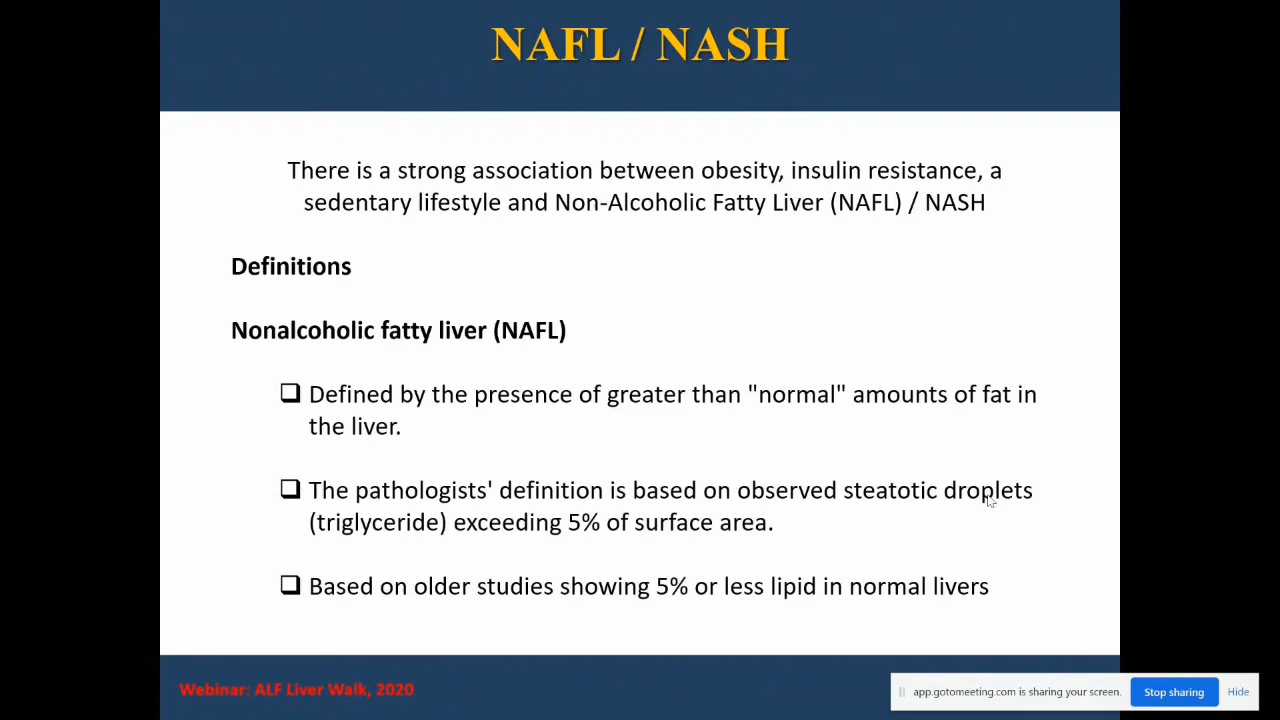 NAFL / NASH
There is a strong association between obesity, insulin resistance, a
sedentary lifestyle and Non-Alcoholic Fatty Liver (NAFL) / NASH
Definitions
Nonalcoholic fatty liver (NAFL)
Defined by the presence of greater than "normal" amounts of fat in
the liver.
The pathologists' definition is based on observed steatotic droplets
(triglyceride) exceeding 5% of surface area.
Based on older studies showing 5% or less lipid in normal livers
Webinar: ALF Liver Walk, 2020
app.gotomeeting.com is sharing your screen. Stop sharing Hide